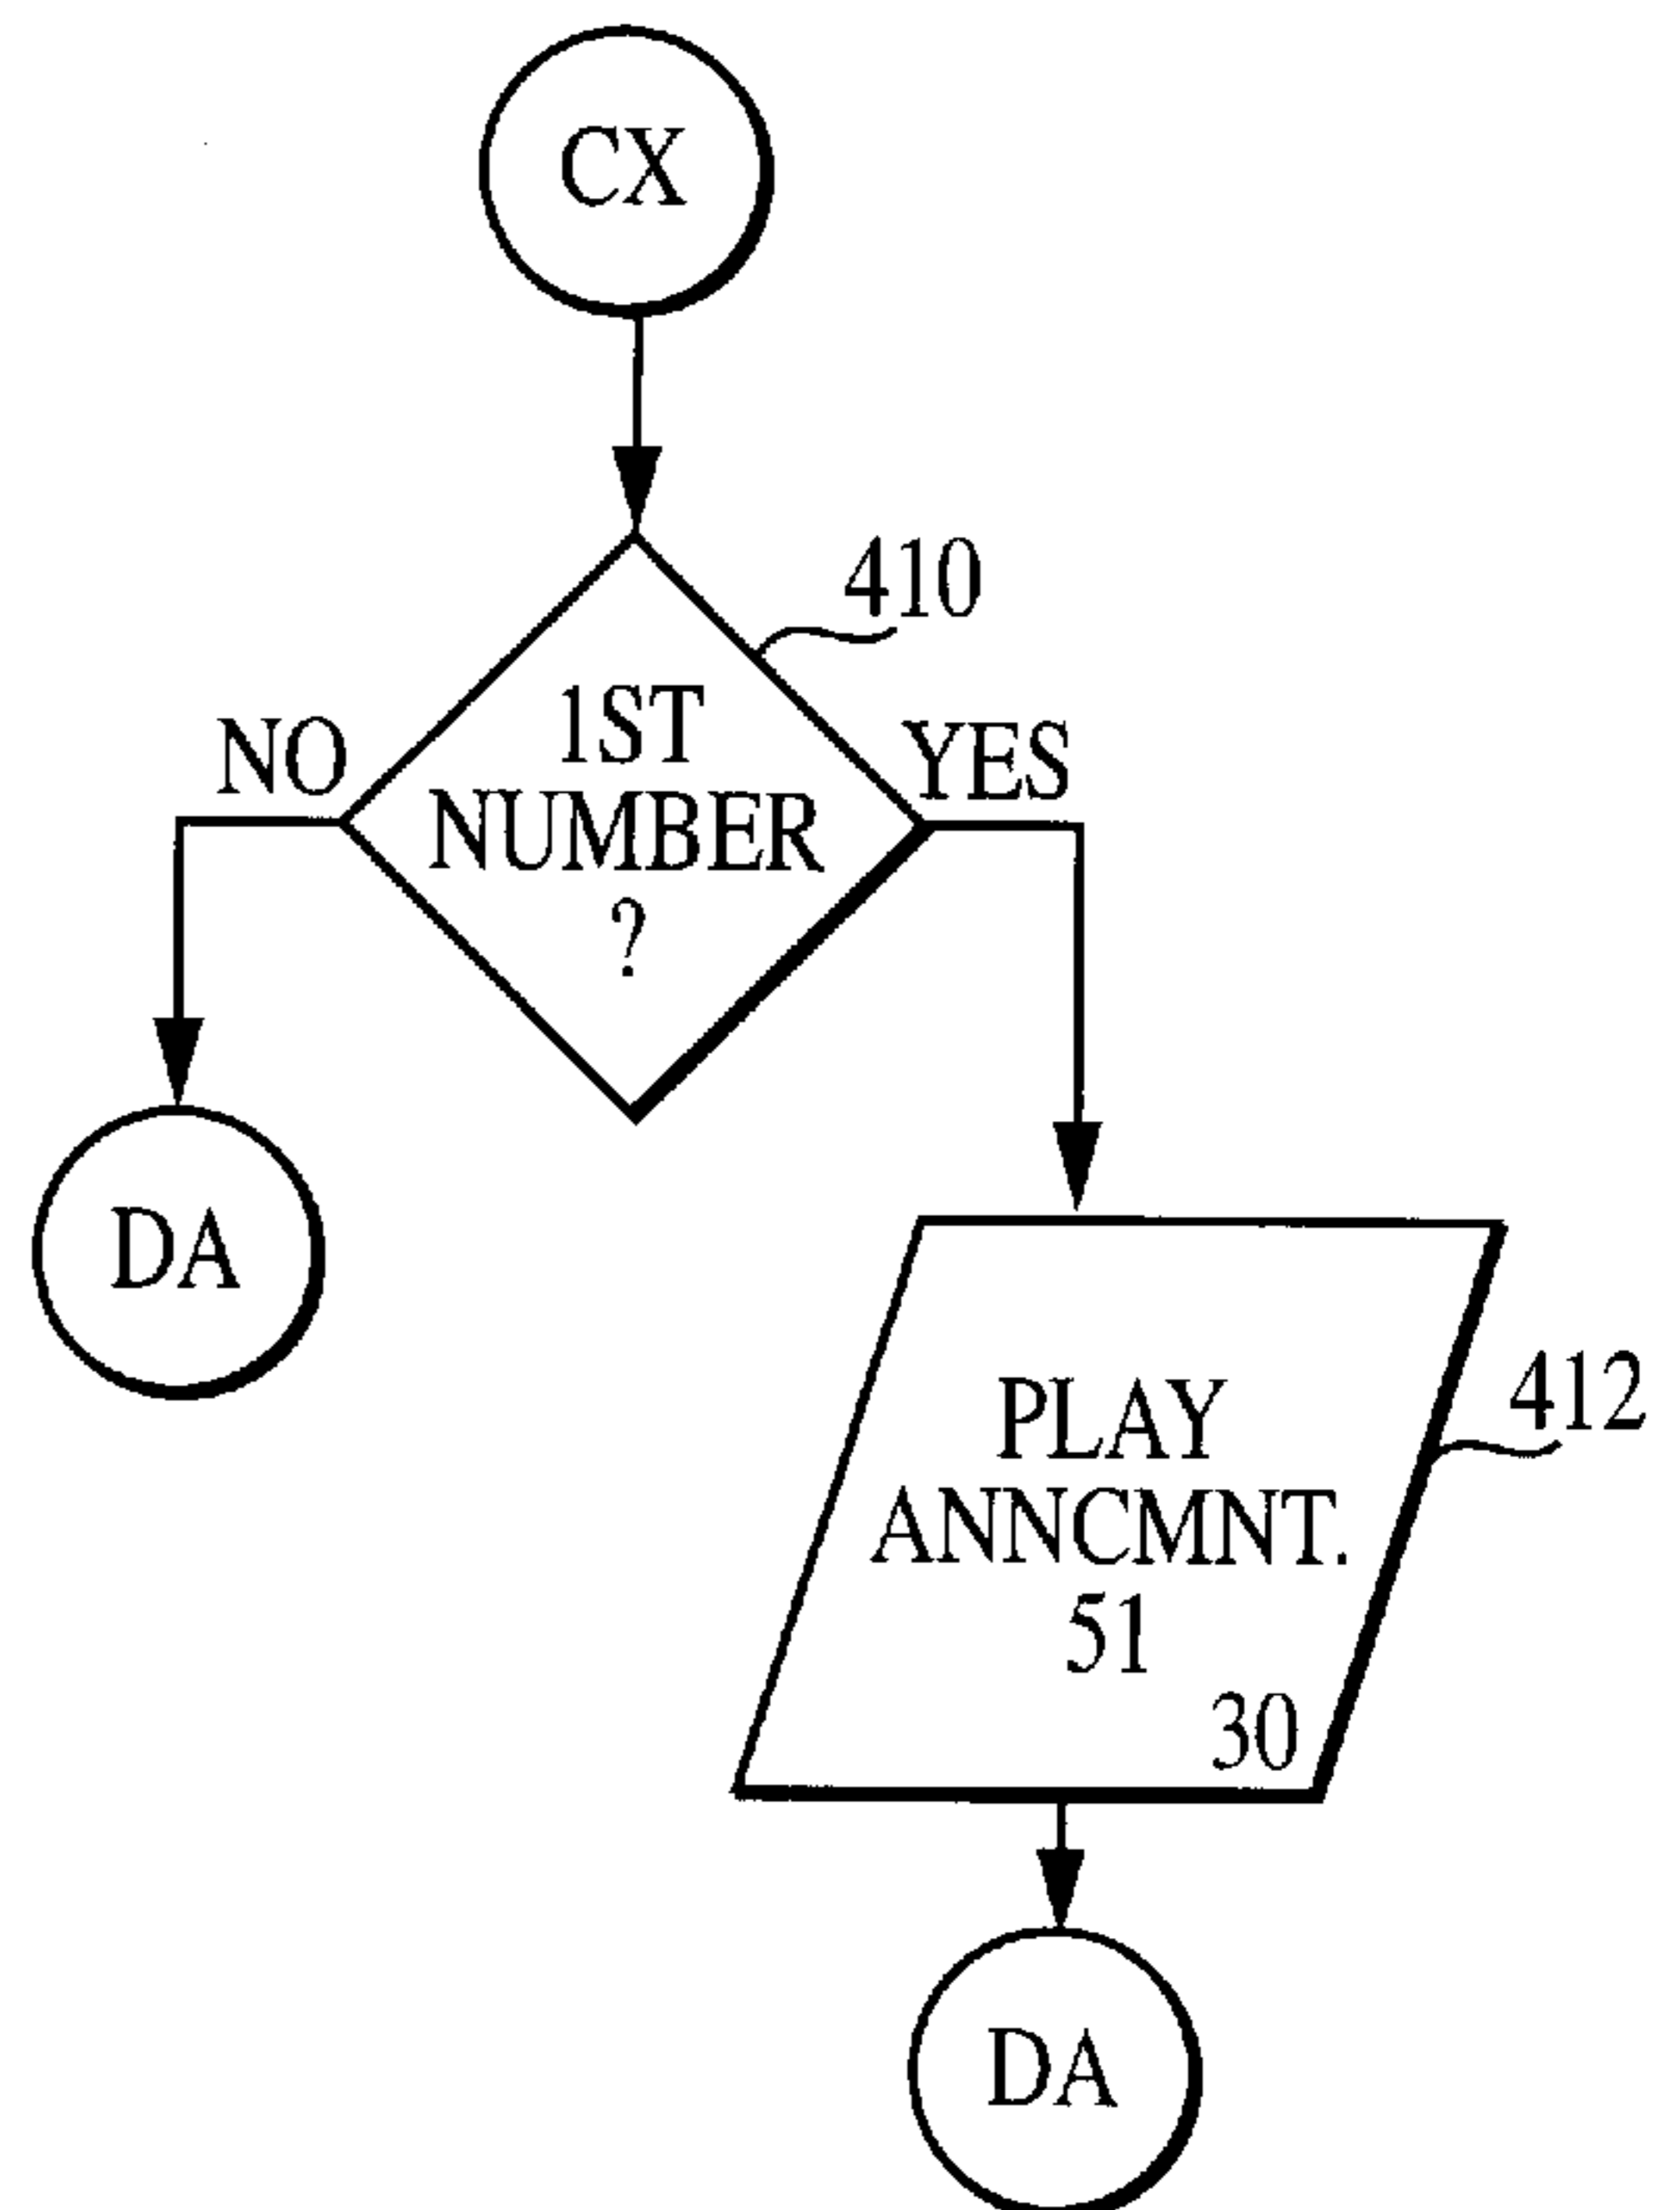 CX
410
1ST
NUMBER
?
NO
YES
DA
PLAY
ANNCMNT.
51
30
412
DA